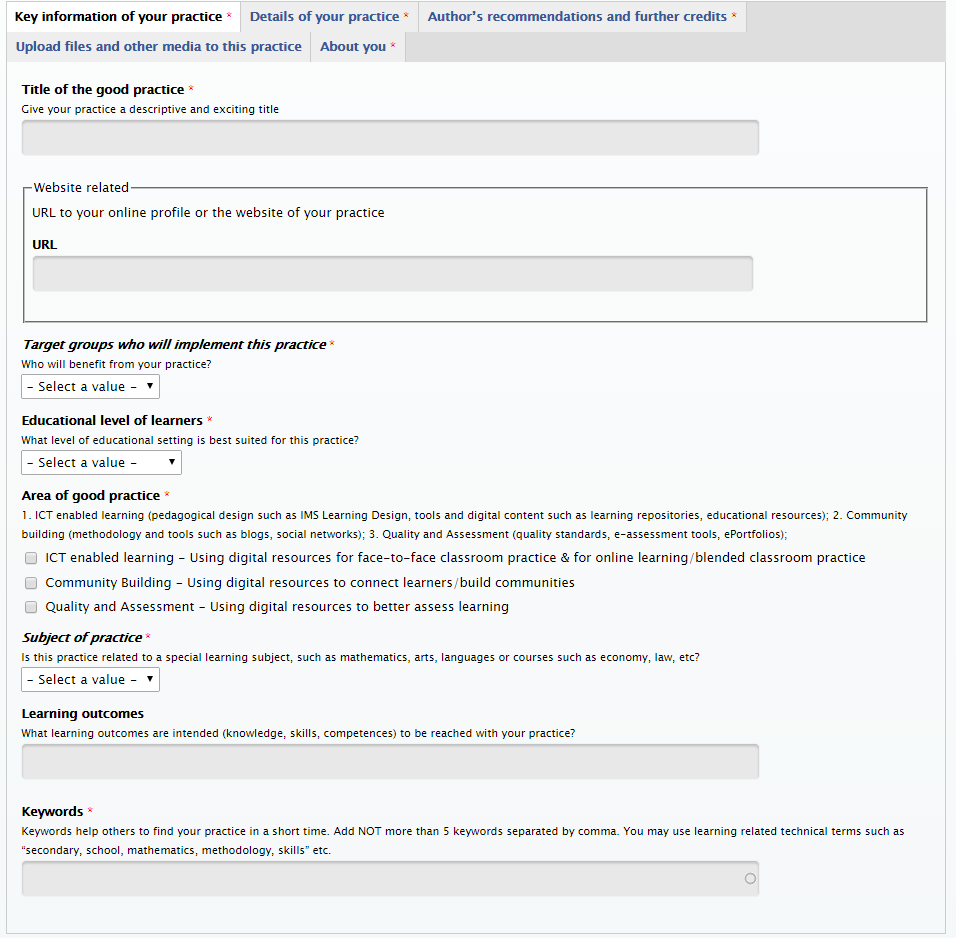 Key information of your practice * Details of your practice * Author's recommendations and further credits *
Upload files and other media to this practice About you *
Title of the good practice *
Give your practice a descriptive and exciting title
Website related
URL to your online profile or the website of your practice
URL
Target groups who will implement this practice *
Who will benefit from your practice?
– Select a value –
Educational level of learners *
What level of educational setting is best suited for this practice?
– Select a value –
Area of good practice *
1. ICT enabled learning (pedagogical design such as IMS Learning Design, tools and digital content such as learning repositories, educational resources); 2. Community
building (methodology and tools such as blogs, social networks); 3. Quality and Assessment (quality standards, e-assessment tools, ePortfolios);
ICT enabled learning – Using digital resources for face-to-face classroom practice & for online learning/blended classroom practice
Community Building – Using digital resources to connect learners/build communities
Quality and Assessment – Using digital resources to better assess learning
Subject of practice *
Is this practice related to a special learning subject, such as mathematics, arts, languages or courses such as economy, law, etc?
– Select a value –
Learning outcomes
What learning outcomes are intended (knowledge, skills, competences) to be reached with your practice?
Keywords *
Keywords help others to find your practice in a short time. Add NOT more than 5 keywords separated by comma. You may use learning related technical terms such as
“secondary, school, mathematics, methodology, skills” etc.